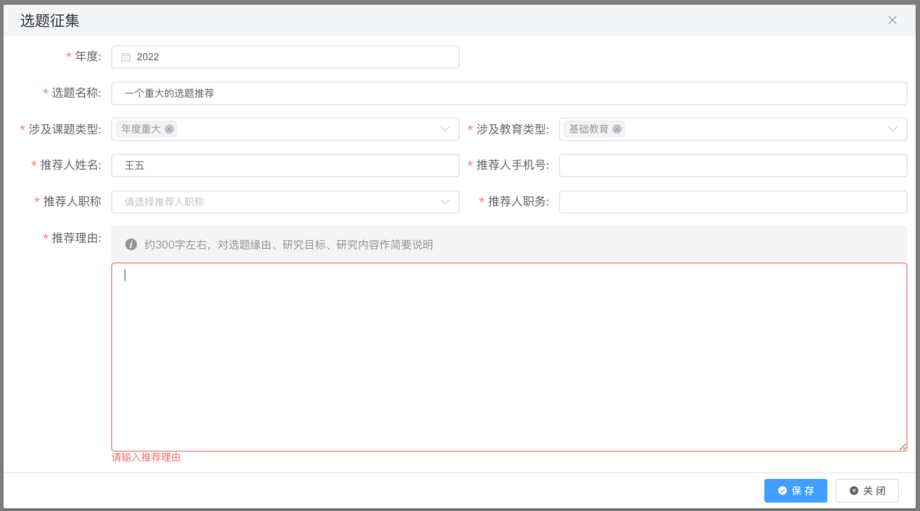 选题征集
* 年度: 2022
* 选题名称: 一个重大的选题推荐
* 涉及课题类型: 年度重大 * 涉及教育类型: 基础教育
* 推荐人姓名: 王五 * 推荐人手机号:
* 推荐人职称 请选择推荐人职称 * 推荐人职务:
* 推荐理由: 约300字左右，对选题缘由、研究目标、研究内容作简要说明
请输入推荐理由
保存 关闭